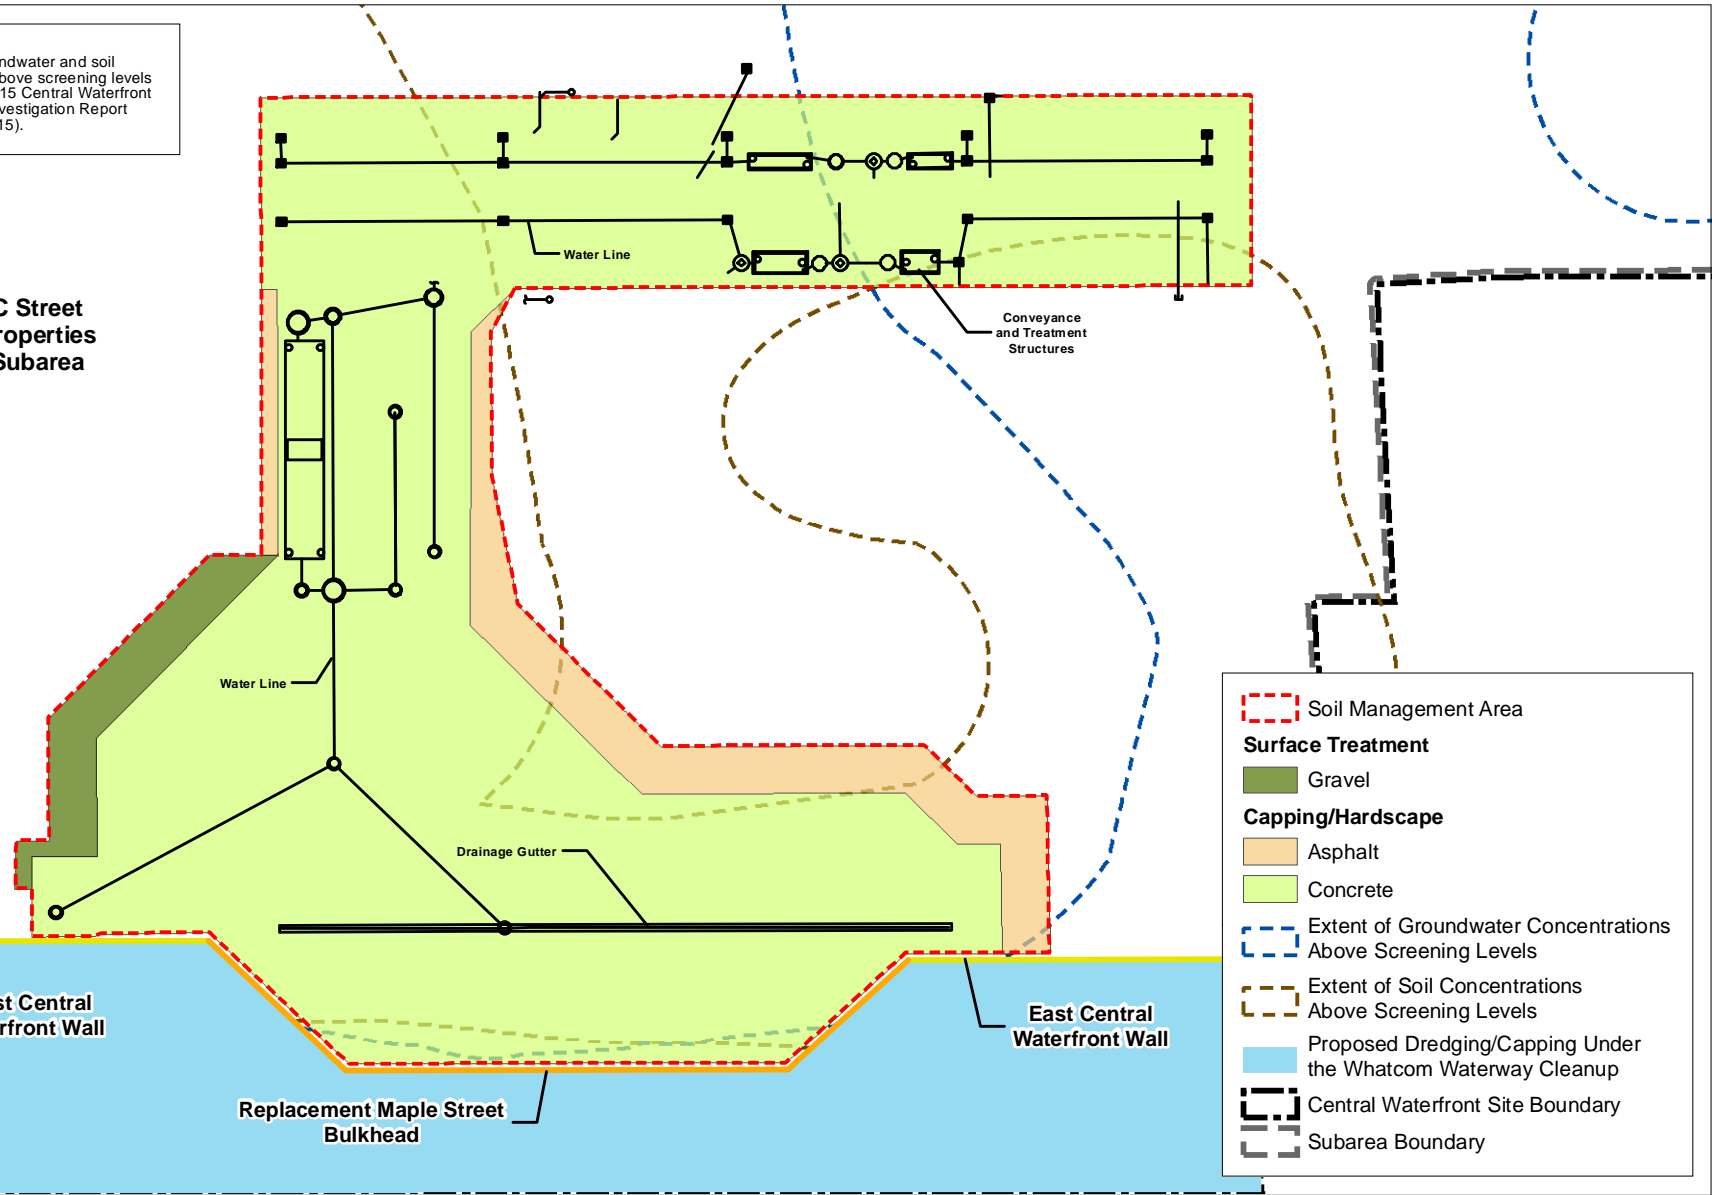 ndwater and soil
bove screening levels
15 Central Waterfront
vestigation Report
15).
C Street
roperties
Subarea
Water Line
Conveyance
and Treatment
Structures
Water Line
Drainage Gutter
st Central
rfront Wall
East Central
Waterfront Wall
Replacement Maple Street
Bulkhead
Soil Management Area
Surface Treatment
Gravel
Capping/Hardscape
Asphalt
Concrete
Extent of Groundwater Concentrations
Above Screening Levels
Extent of Soil Concentrations
Above Screening Levels
Proposed Dredging/Capping Under
the Whatcom Waterway Cleanup
Central Waterfront Site Boundary
Subarea Boundary